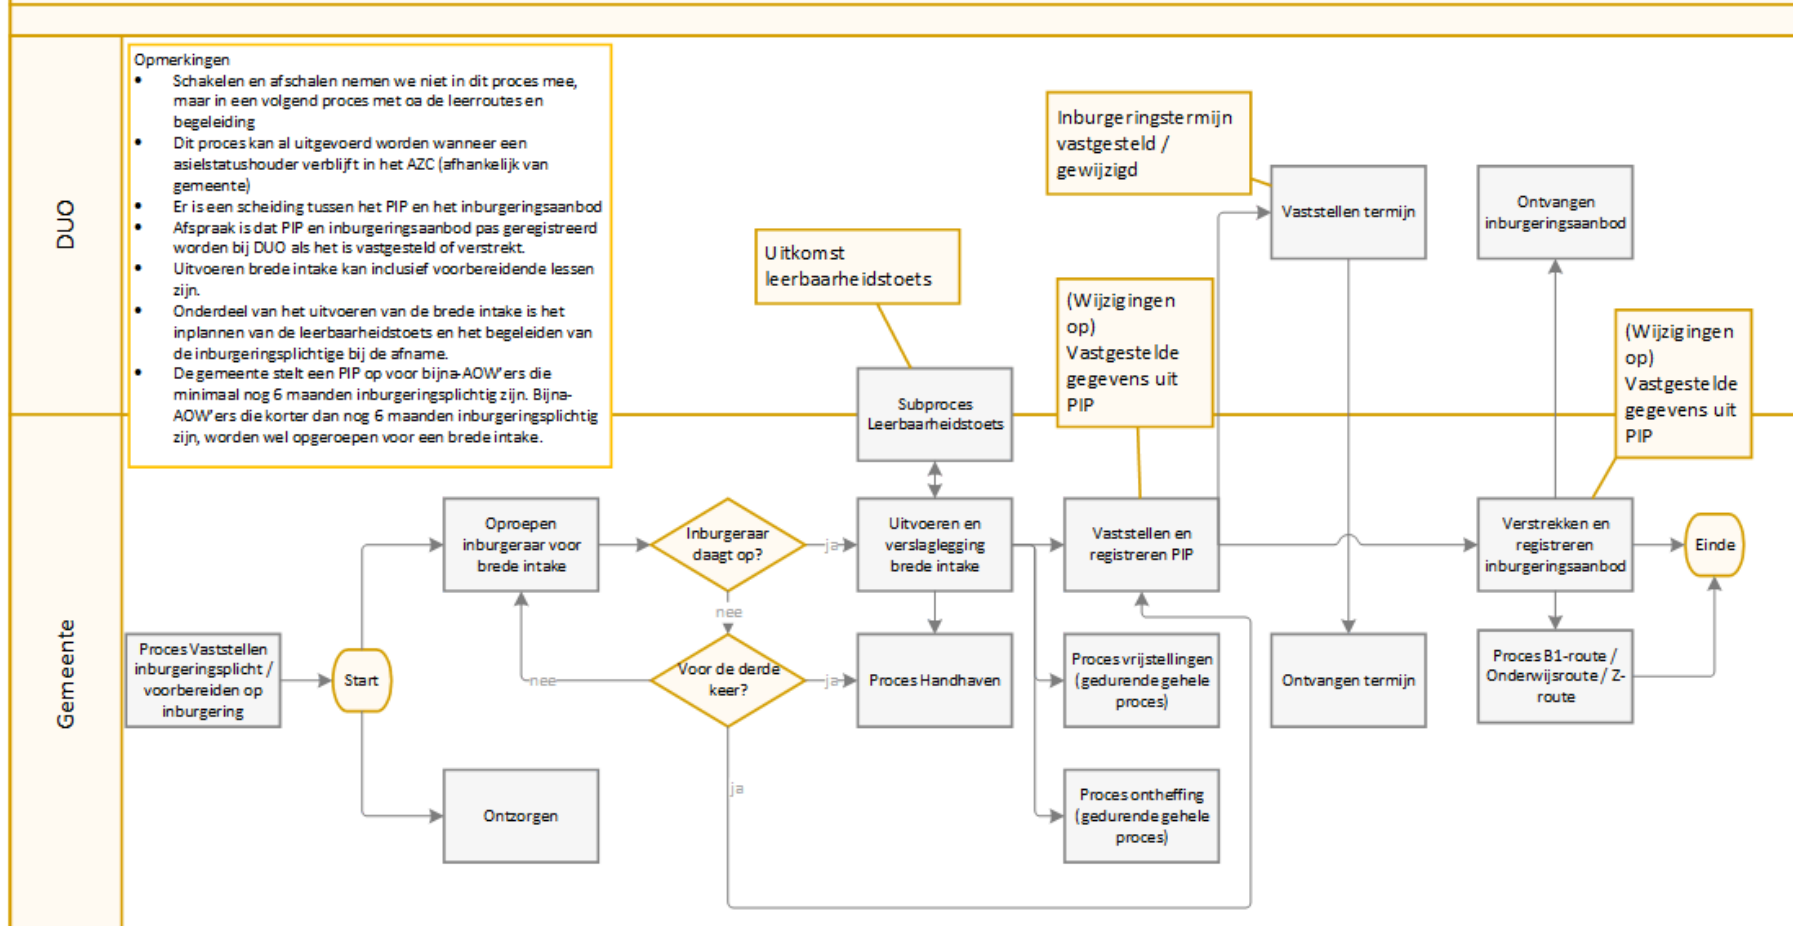 DUO
Opmerkingen
• Schakelen en afschalen nemen we niet in dit proces mee,
maar in een volgend proces met oa de leerroutes en
begeleiding
• Dit proces kan al uitgevoerd worden wanneer een
asielstatushouder verblijft in het AZC (afhankelijk van
gemeente)
• Er is een scheiding tussen het PIP en het inburgeringsaanbod
• Afspraak is dat PIP en inburgeringsaanbod pas geregistreerd
worden bij DUO als het is vastgesteld of verstrekt.
• Uitvoeren brede intake kan inclusief voorbereidende lessen
zijn.
• Onderdeel van het uitvoeren van de brede intake is het
inplannen van de leerbaarheidstoets en het begeleiden van
de inburgeringsplichtige bij de afname.
• De gemeente stelt een PIP op voor bijna-AOW'ers die
minimaal nog 6 maanden inburgeringsplichtig zijn. Bijna-
AOW'ers die korter dan nog 6 maanden inburgeringsplichtig
zijn, worden wel opgeroepen voor een brede intake.
Uitkomst
leerbaarheidstoets
Inburgeringstermijn
vastgesteld /
gewijzigd
Vaststellen termijn
Ontvangen
inburgeringsaanbod
(Wijzigingen
op)
Vastgestelde
gegevens uit
PIP
(Wijzigingen
op)
Vastgestelde
gegevens uit
PIP
Subproces
Leerbaarheidstoets
Gemeente
Proces Vaststellen
inburgeringsplicht /
voorbereiden op
inburgering
Start
Oproepen
inburgeraar voor
brede intake
Inburgeraar
daagt op?
ja
nee
Uitvoeren en
verslaglegging
brede intake
Vaststellen en
registreren PIP
Verstrekken en
registreren
inburgeringsaanbod
Einde
nee
Voor de derde
keer?
ja
Proces Handhaven
Proces vrijstellingen
(gedurende gehele
proces)
Ontvangen termijn
Proces B1-route /
Onderwijsroute / Z-
route
ja
Ontzorgen
Proces ontheffing
(gedurende gehele
proces)